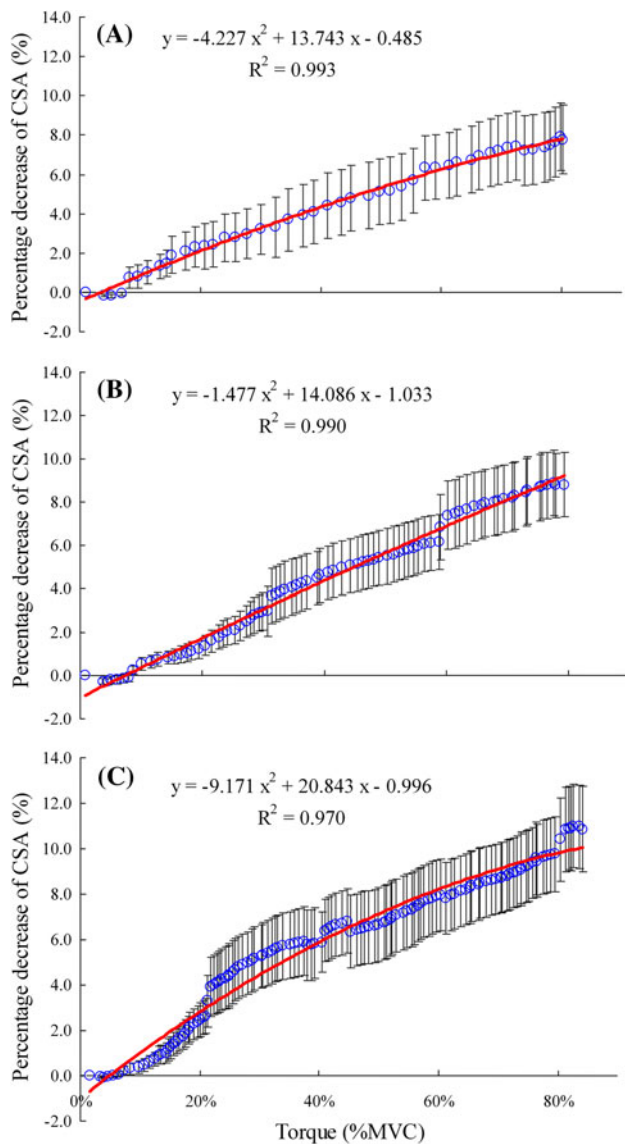 Percentage decrease of CSA (%)
14.0
12.0
10.0
8.0
6.0
4.0
2.0
0.0
-2.0
(A)
y = -4.227 x² + 13.743 x - 0.485
R² = 0.993
Percentage decrease of CSA (%)
14.0
12.0
10.0
8.0
6.0
4.0
2.0
0.0
-2.0
(B)
y = -1.477 x² + 14.086 x - 1.033
R² = 0.990
Percentage decrease of CSA (%)
14.0
12.0
10.0
8.0
6.0
4.0
2.0
0.0
-2.0
(C)
y = -9.171 x² + 20.843 x - 0.996
R² = 0.970
0% 20% 40% 60% 80%
Torque (%MVC)